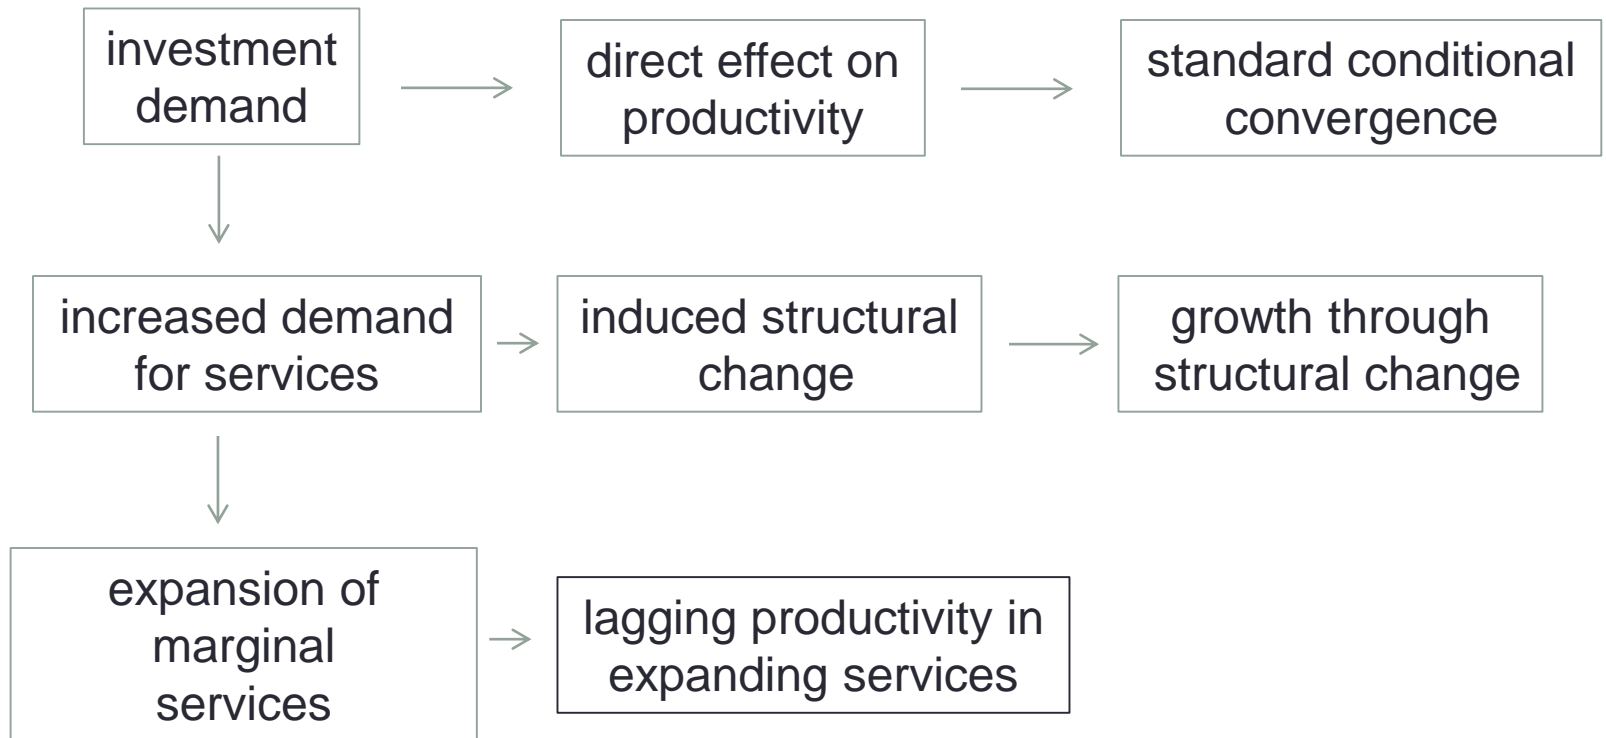 investment
demand
direct effect on
productivity
standard conditional
convergence
increased demand
for services
induced structural
change
growth through
structural change
expansion of
marginal
services
lagging productivity in
expanding services